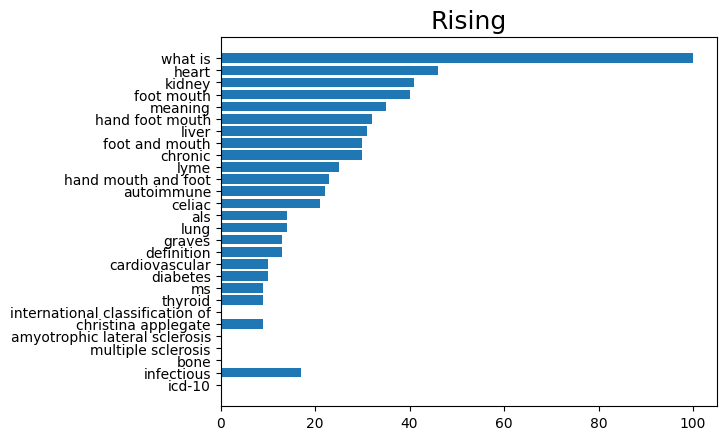 Rising
what is
heart
kidney
foot mouth
meaning
hand foot mouth
liver
foot and mouth
chronic
lyme
hand mouth and foot
autoimmune
celiac
als
lung
graves
definition
cardiovascular
diabetes
ms
thyroid
international classification of
christina applegate
amyotrophic lateral sclerosis
multiple sclerosis
bone
infectious
icd-10
0 20 40 60 80 100